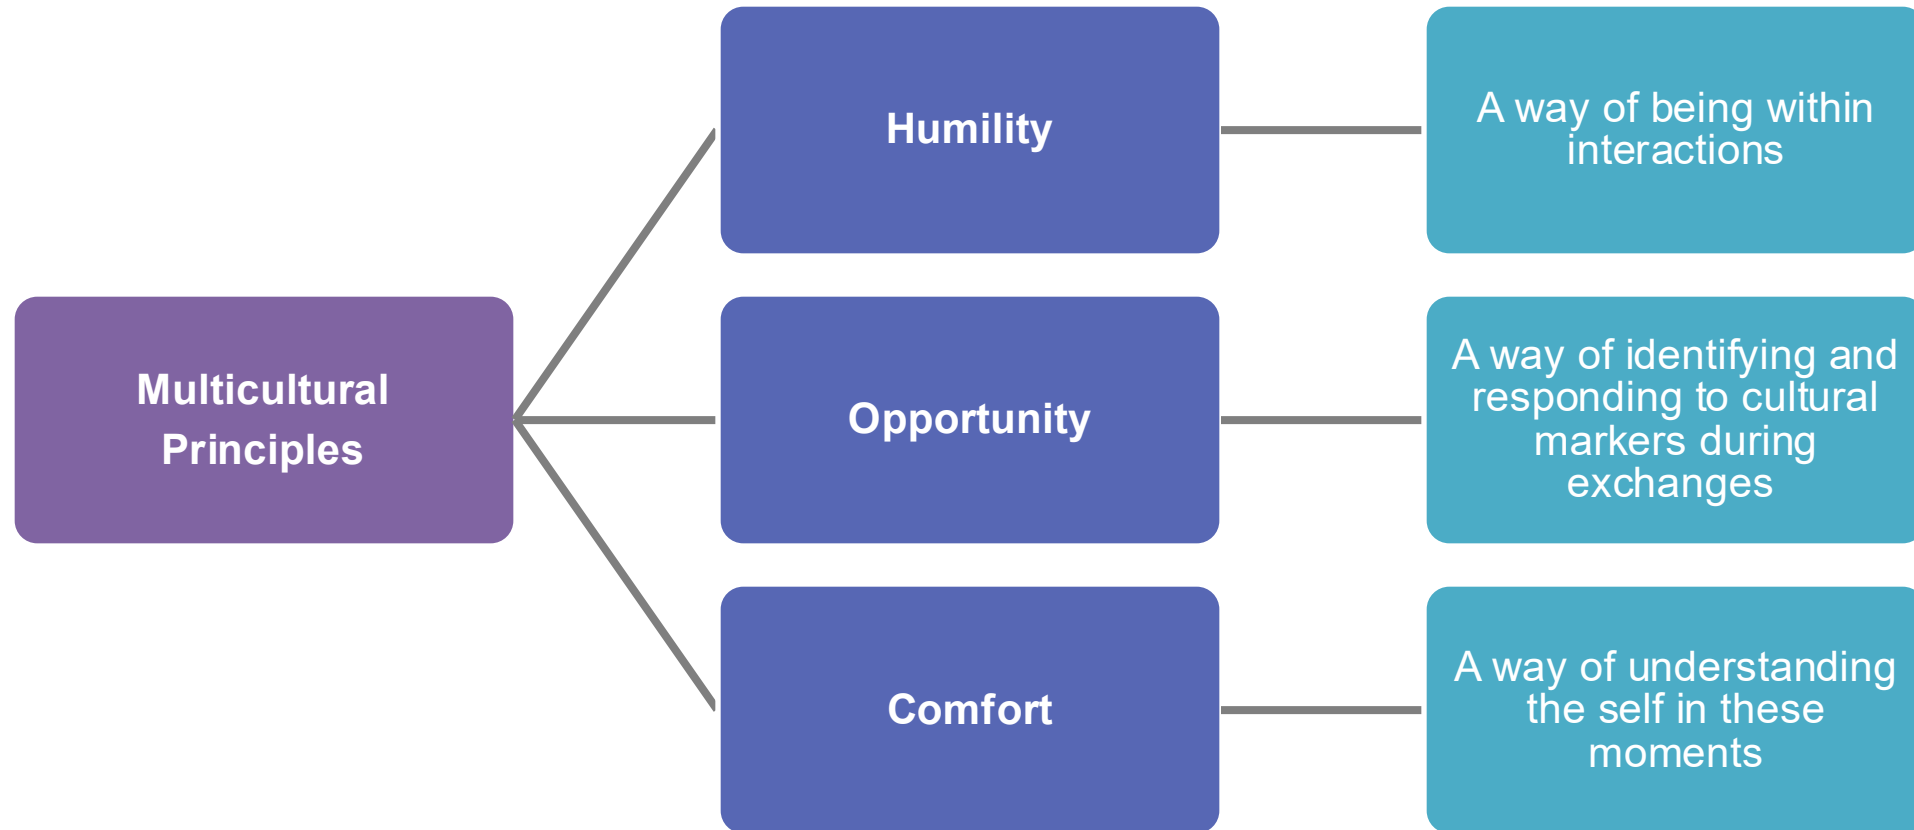 Humility
A way of being within
interactions
Multicultural
Principles
Opportunity
A way of identifying and
responding to cultural
markers during
exchanges
Comfort
A way of understanding
the self in these
moments